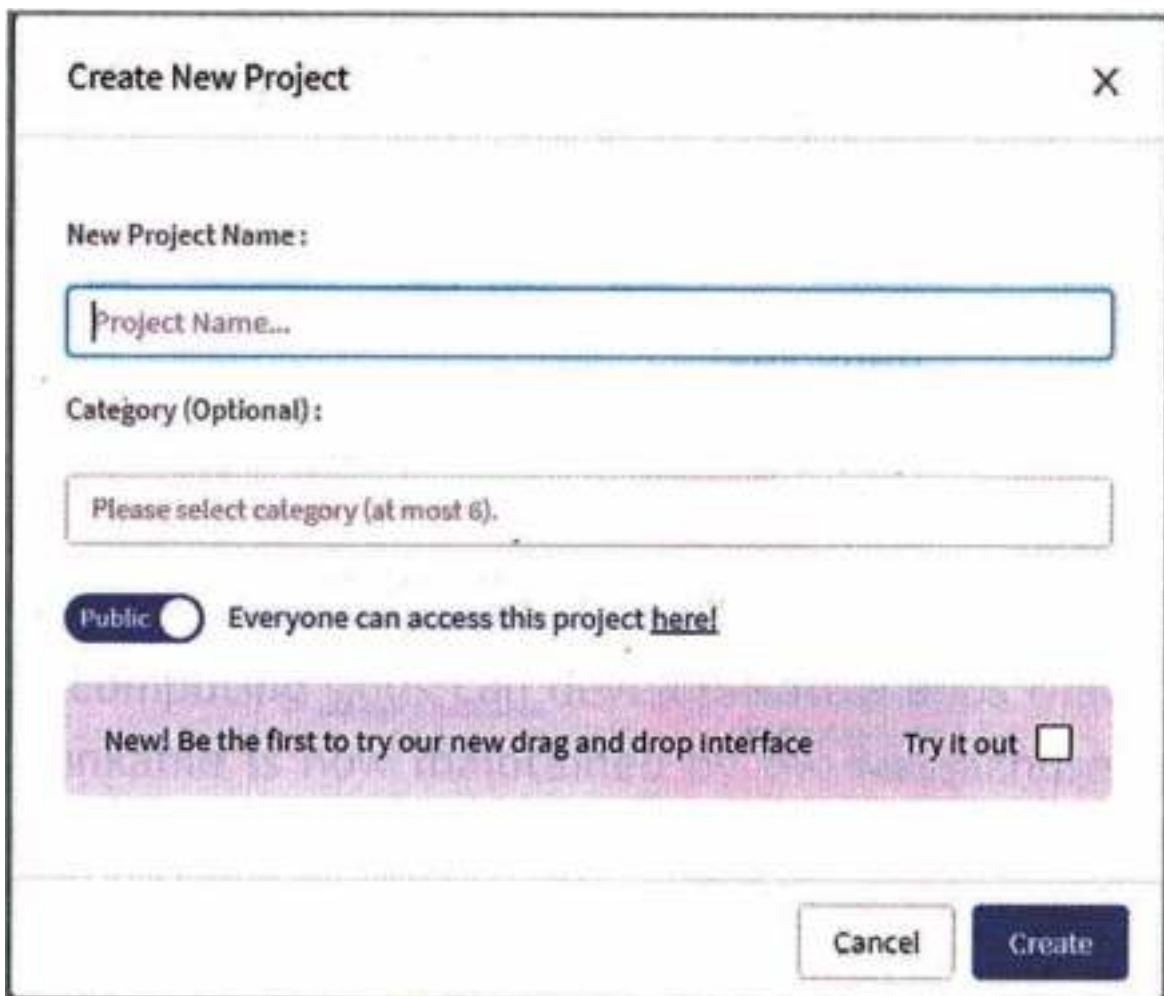 Create New Project X
New Project Name:
Project Name...
Category (Optional):
Please select category (at most 6).
Public Everyone can access this project here!
New! Be the first to try our new drag and drop interface Try it out
Cancel Create